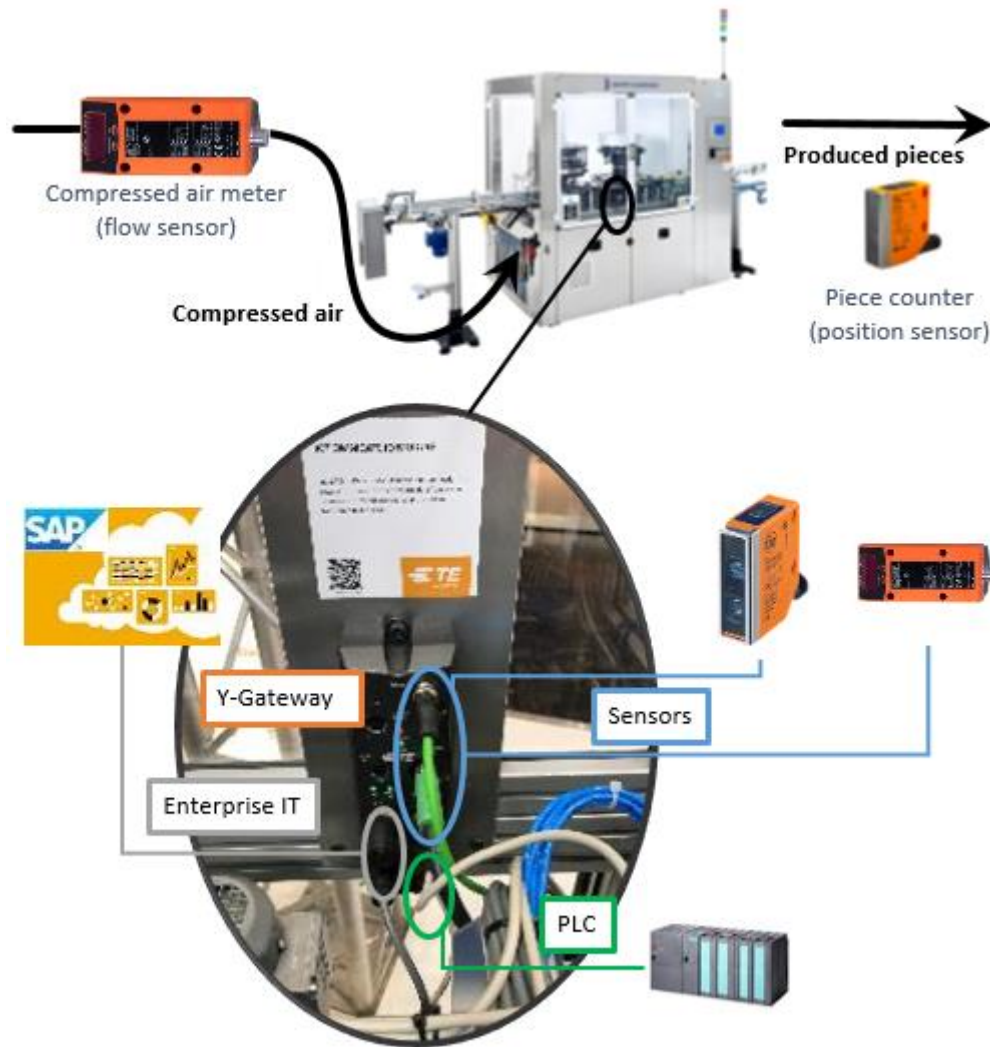 Compressed air meter
(flow sensor)
Compressed air
Produced pieces
Piece counter
(position sensor)
SAP
TE
Y-Gateway
Sensors
Enterprise IT
PLC